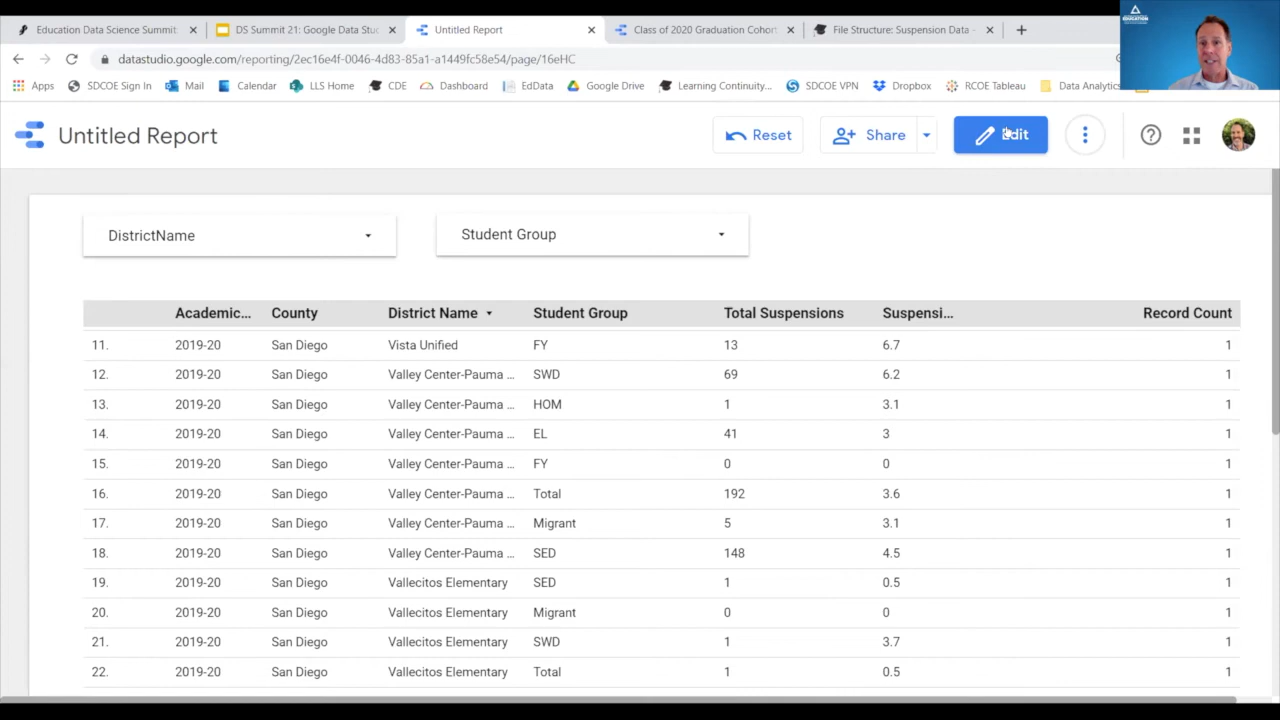 Education Data Science Summit:
DS Summit 21: Google Data Stu
Untitled Report
Class of 2020 Graduation Cohort
File Structure: Suspension Data -
EDUCATION
datastudio.google.com/reporting/2ec16e4f-0046-4d83-85a1-a1449fc58e54/page/16eHC
Apps SDCOE Sign In Mail Calendar LLS Home CDE Dashboard EdData Google Drive Learning Continuity... SDCOE VPN Dropbox RCOE Tableau Data Analytics
Untitled Report
Reset Share Edit
DistrictName Student Group
Academic... County District Name Student Group Total Suspensions Suspensi... Record Count
11. 2019-20 San Diego Vista Unified FY 13 6.7 1
12. 2019-20 San Diego Valley Center-Pauma ... SWD 69 6.2 1
13. 2019-20 San Diego Valley Center-Pauma ... HOM 1 3.1 1
14. 2019-20 San Diego Valley Center-Pauma ... EL 41 3 1
15. 2019-20 San Diego Valley Center-Pauma ... FY 0 0 1
16. 2019-20 San Diego Valley Center-Pauma ... Total 192 3.6 1
17. 2019-20 San Diego Valley Center-Pauma ... Migrant 5 3.1 1
18. 2019-20 San Diego Valley Center-Pauma ... SED 148 4.5 1
19. 2019-20 San Diego Vallecitos Elementary SED 1 0.5 1
20. 2019-20 San Diego Vallecitos Elementary Migrant 0 0 1
21. 2019-20 San Diego Vallecitos Elementary SWD 1 3.7 1
22. 2019-20 San Diego Vallecitos Elementary Total 1 0.5 1